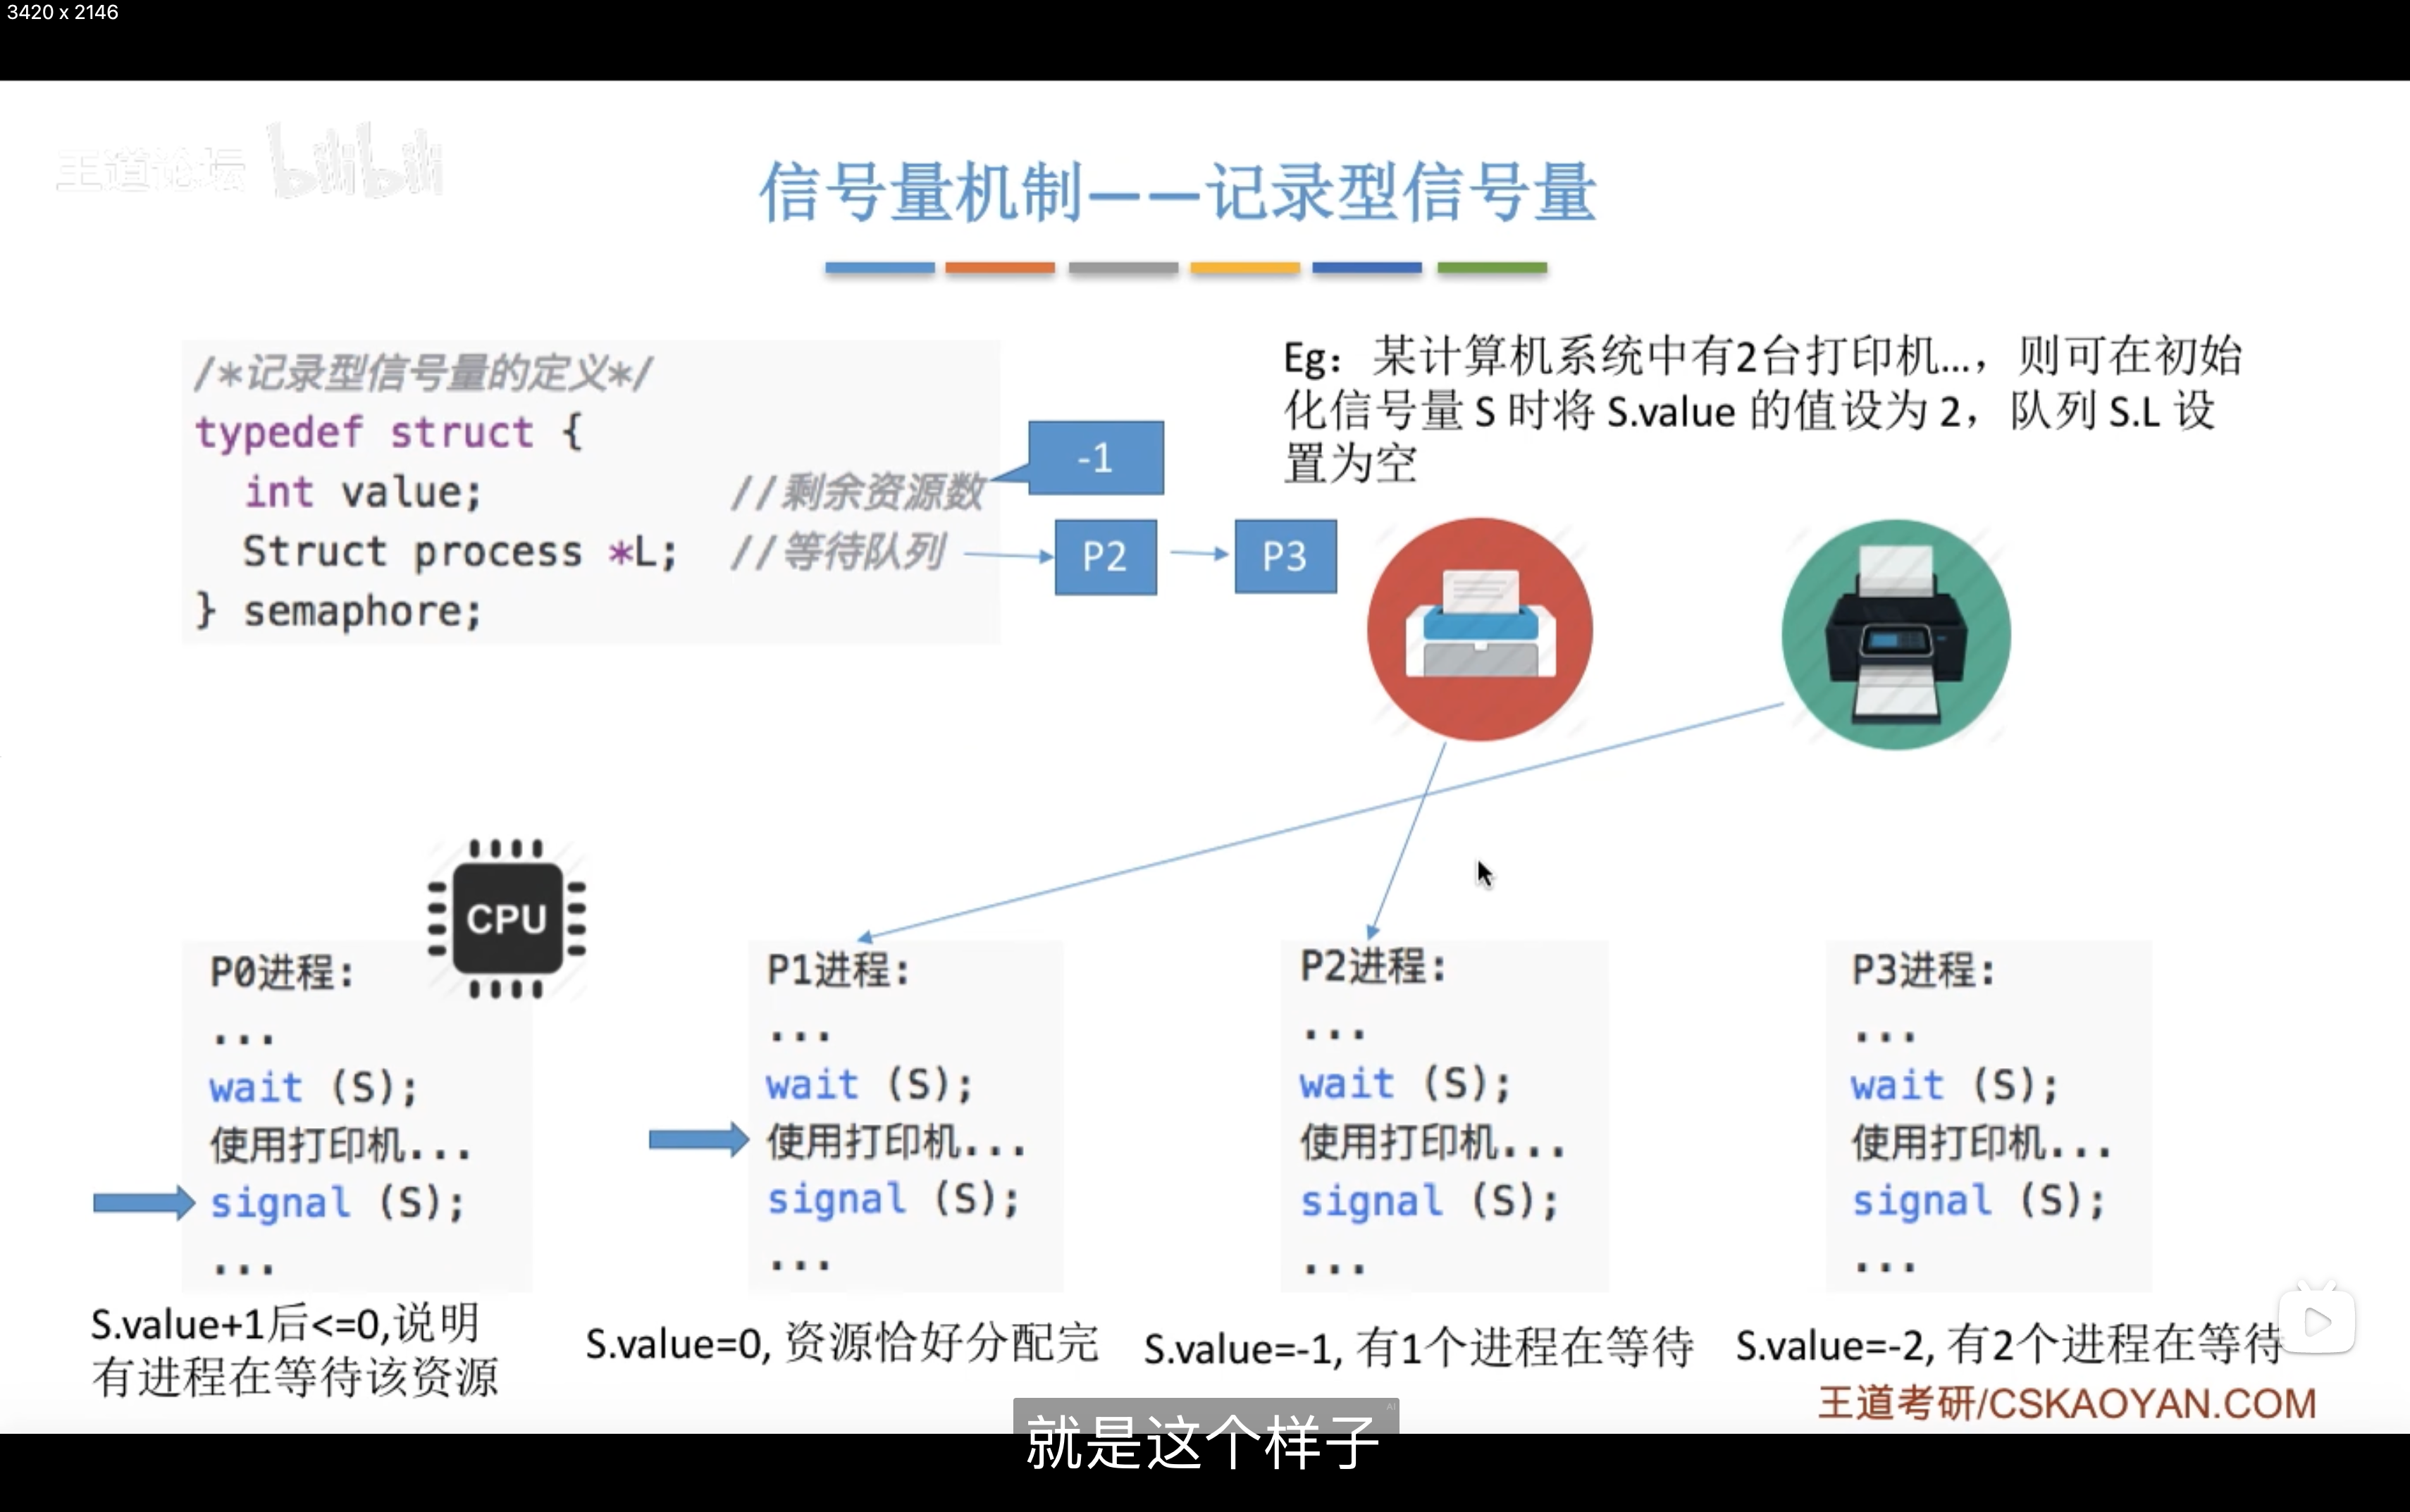 3420 x 2146
王道论坛 bilibili
信号量机制——记录型信号量
/*记录型信号量的定义*/
typedef struct {
int value; //剩余资源数
Struct process *L; //等待队列
} semaphore;
-1
P2
P3
Eg：某计算机系统中有2台打印机...，则可在初始
化信号量 S 时将 S.value 的值设为 2，队列 S.L 设
置为空
CPU
P0进程:
...
wait (S);
使用打印机...
signal (S);
...
S.value+1后<=0,说明
有进程在等待该资源
P1进程:
...
wait (S);
使用打印机...
signal (S);
...
S.value=0, 资源恰好分配完
P2进程:
...
wait (S);
使用打印机...
signal (S);
...
S.value=-1, 有1个进程在等待
P3进程:
...
wait (S);
使用打印机...
signal (S);
...
S.value=-2, 有2个进程在等待
王道考研/CSKAOYAN.COM
AI
就是这个样子